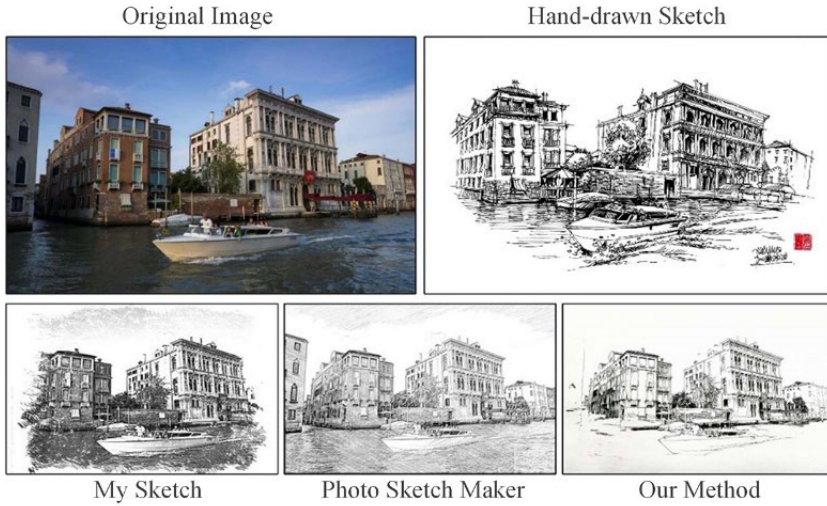 Original Image
Hand-drawn Sketch
My Sketch
Photo Sketch Maker
Our Method